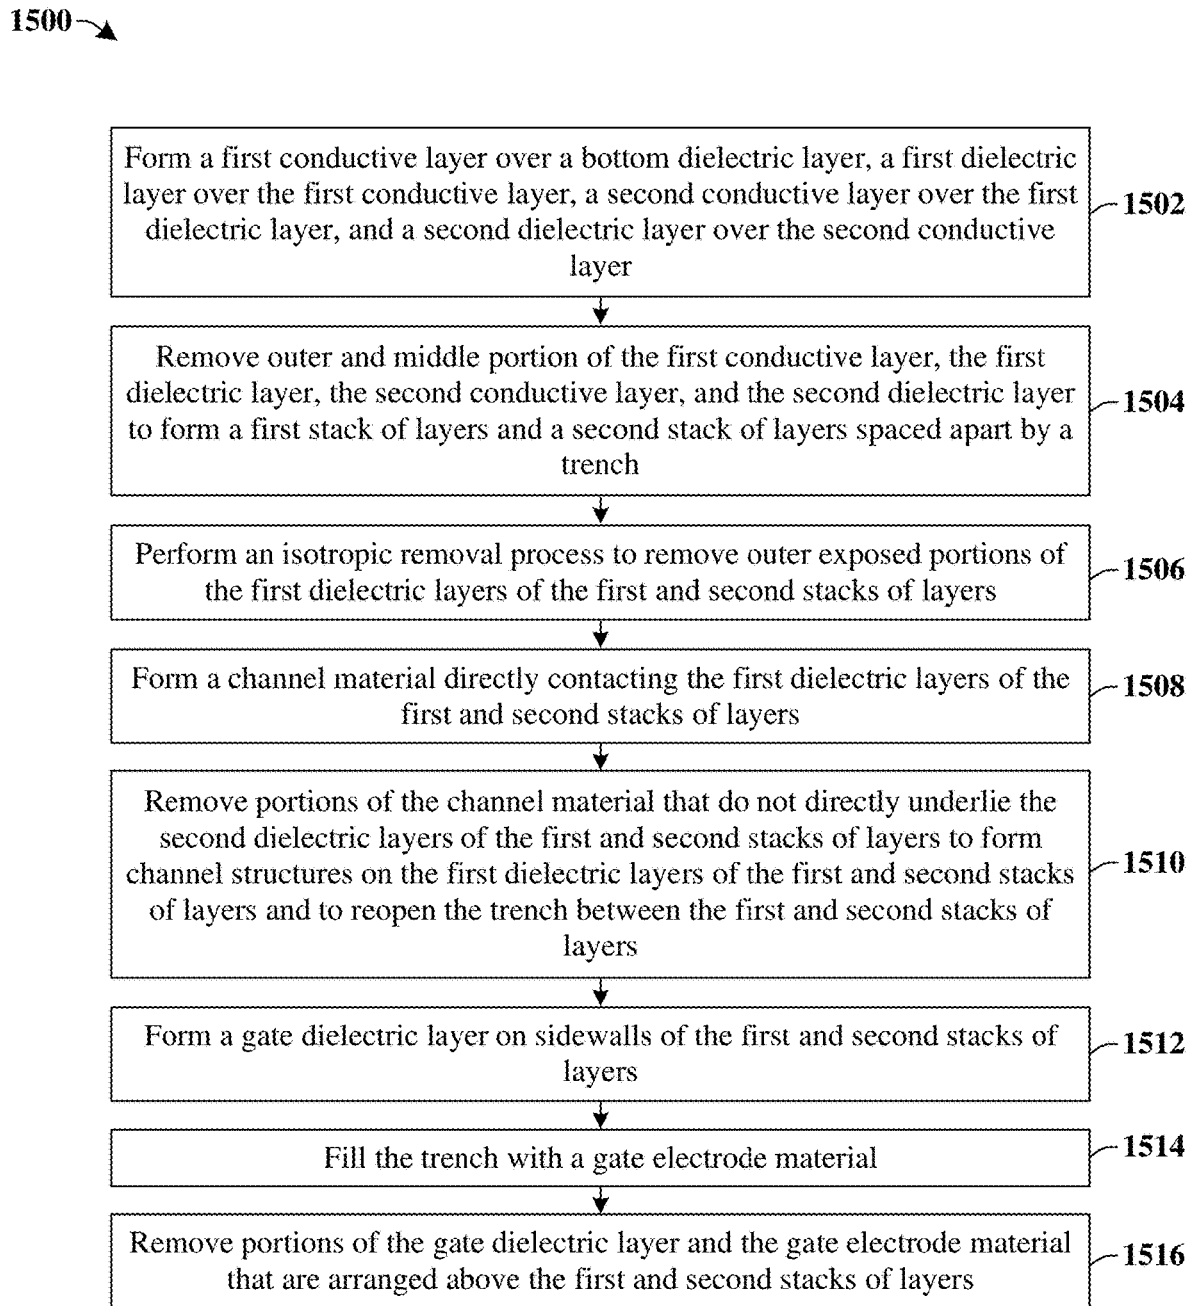 1500
Form a first conductive layer over a bottom dielectric layer, a first dielectric
layer over the first conductive layer, a second conductive layer over the first
dielectric layer, and a second dielectric layer over the second conductive
layer
1502
Remove outer and middle portion of the first conductive layer, the first
dielectric layer, the second conductive layer, and the second dielectric layer
to form a first stack of layers and a second stack of layers spaced apart by a
trench
1504
Perform an isotropic removal process to remove outer exposed portions of
the first dielectric layers of the first and second stacks of layers
1506
Form a channel material directly contacting the first dielectric layers of the
first and second stacks of layers
1508
Remove portions of the channel material that do not directly underlie the
second dielectric layers of the first and second stacks of layers to form
channel structures on the first dielectric layers of the first and second stacks
of layers and to reopen the trench between the first and second stacks of
layers
1510
Form a gate dielectric layer on sidewalls of the first and second stacks of
layers
1512
Fill the trench with a gate electrode material
1514
Remove portions of the gate dielectric layer and the gate electrode material
that are arranged above the first and second stacks of layers
1516